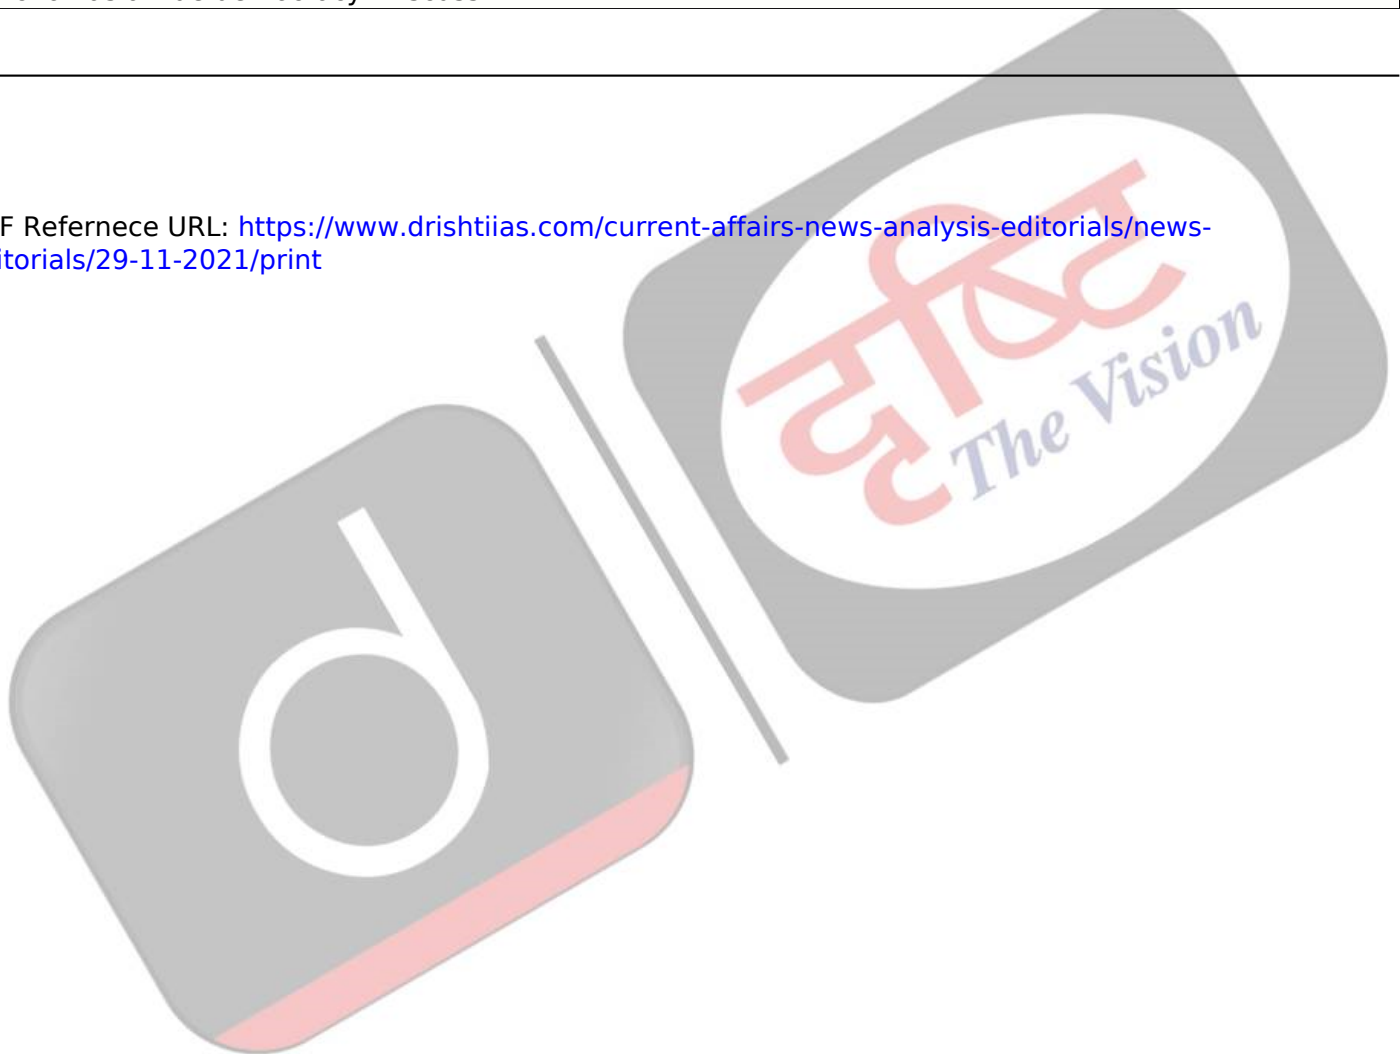 F Refernece URL: https://www.drishtiias.com/current-affairs-news-analysis-editorials/news-
itorials/29-11-2021/print
दृष्टि
The Vision
d